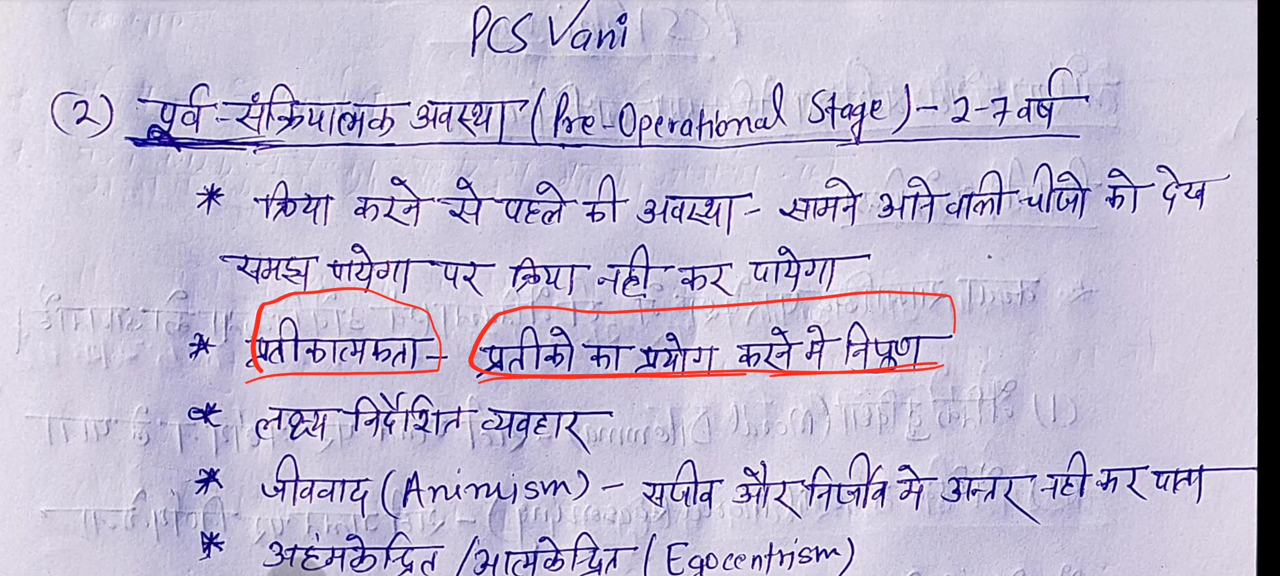 PCS Vani
(2) पूर्व-संक्रियात्मक अवस्था (Pre-Operational Stage) - 2-7 वर्ष
* क्रिया करने से पहले की अवस्था - सामने आने वाली चीजो को देख
समझ पायेगा पर क्रिया नही कर पायेगा
* प्रतीकात्मकता - प्रतीको का प्रयोग करने मे निपूण
* लक्ष्य निर्देशित व्यवहार
* जीववाद (Animism) - सजीव और निर्जीव मे अन्तर नही कर पाता
* अहंमकेद्रित / आत्मकेद्रित (Egocentrism)